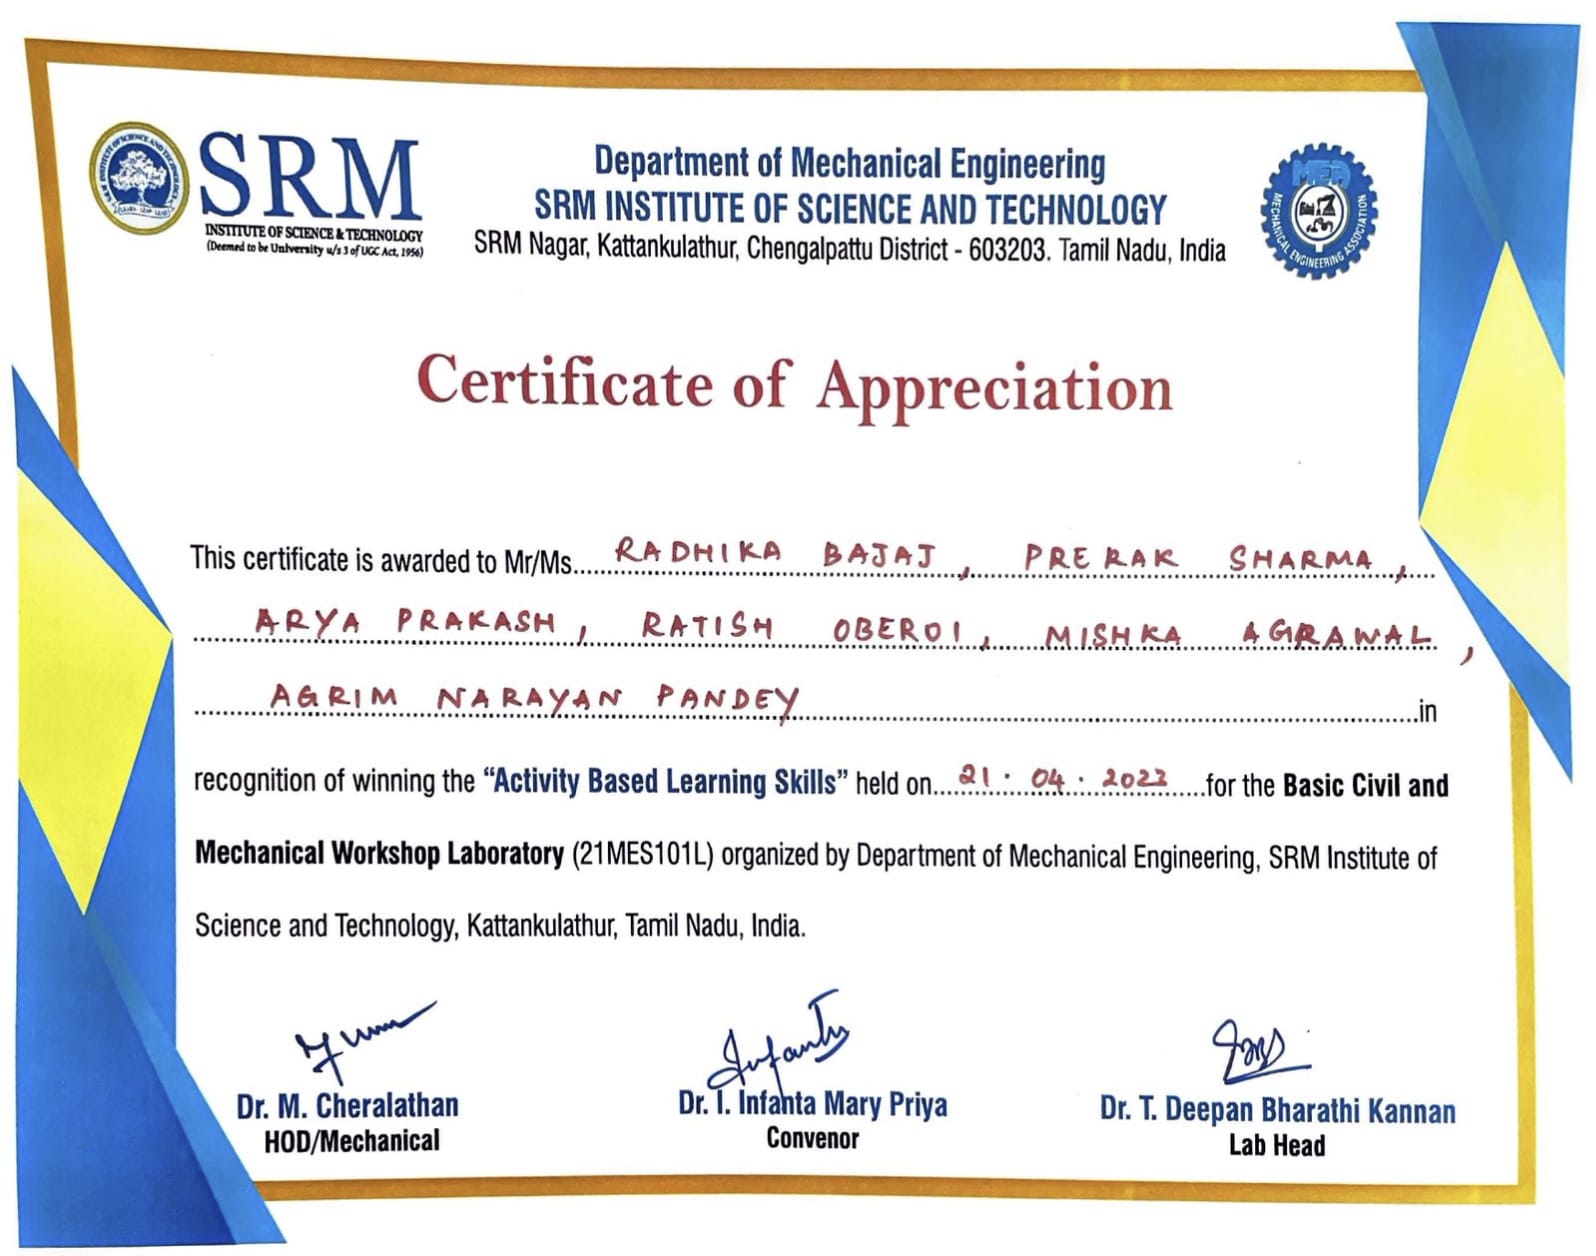 SRM
INSTITUTE OF SCIENCE & TECHNOLOGY
(Deemed to be University u/s 3 of UGC Act, 1956)
Department of Mechanical Engineering
SRM INSTITUTE OF SCIENCE AND TECHNOLOGY
SRM Nagar, Kattankulathur, Chengalpattu District - 603203. Tamil Nadu, India
MEA
MECHANICAL ENGINEERING ASSOCIATION
Certificate of Appreciation
This certificate is awarded to Mr/Ms. RADHIKA BAJAJ, PRERAK SHARMA,
ARYA PRAKASH, RATISH OBEROI, MISHKA AGRAWAL,
AGRIM NARAYAN PANDEY in
recognition of winning the “Activity Based Learning Skills” held on 21.04.2023 for the Basic Civil and
Mechanical Workshop Laboratory (21MES101L) organized by Department of Mechanical Engineering, SRM Institute of
Science and Technology, Kattankulathur, Tamil Nadu, India.
Dr. M. Cheralathan
HOD/Mechanical
Infanta
Dr. I. Infanta Mary Priya
Convenor
Dr. T. Deepan Bharathi Kannan
Lab Head